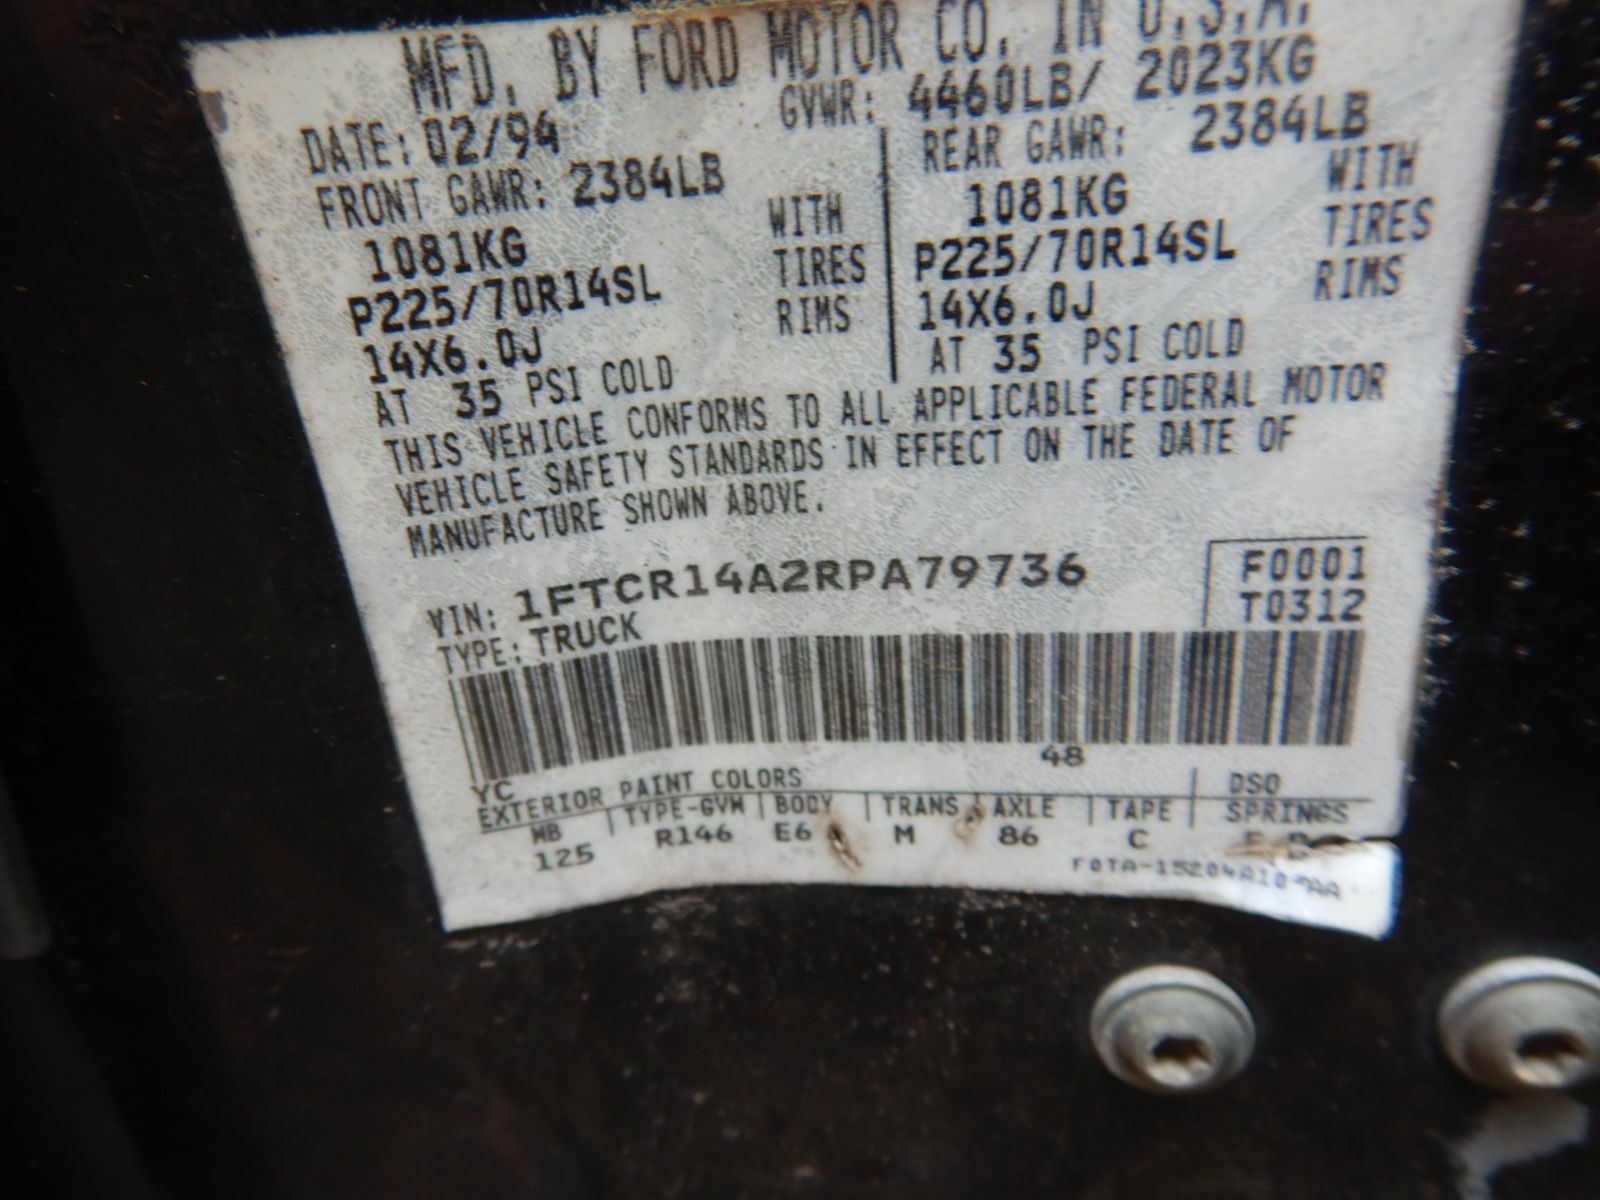 MFD. BY FORD MOTOR CO. IN U.S.A.
DATE: 02/94 GVWR: 4460LB/ 2023KG
FRONT GAWR: 2384LB REAR GAWR: 2384LB
1081KG WITH 1081KG WITH
P225/70R14SL TIRES P225/70R14SL TIRES
14X6.0J RIMS 14X6.0J RIMS
AT 35 PSI COLD AT 35 PSI COLD
THIS VEHICLE CONFORMS TO ALL APPLICABLE FEDERAL MOTOR
VEHICLE SAFETY STANDARDS IN EFFECT ON THE DATE OF
MANUFACTURE SHOWN ABOVE.
VIN: 1FTCR14A2RPA79736 F0001
TYPE: TRUCK T0312
YC 48
EXTERIOR PAINT COLORS DSO
WB TYPE-GVW BODY TRANS AXLE TAPE SPRINGS
125 R146 E6 M 86 C
F0TA-15204A10-AA